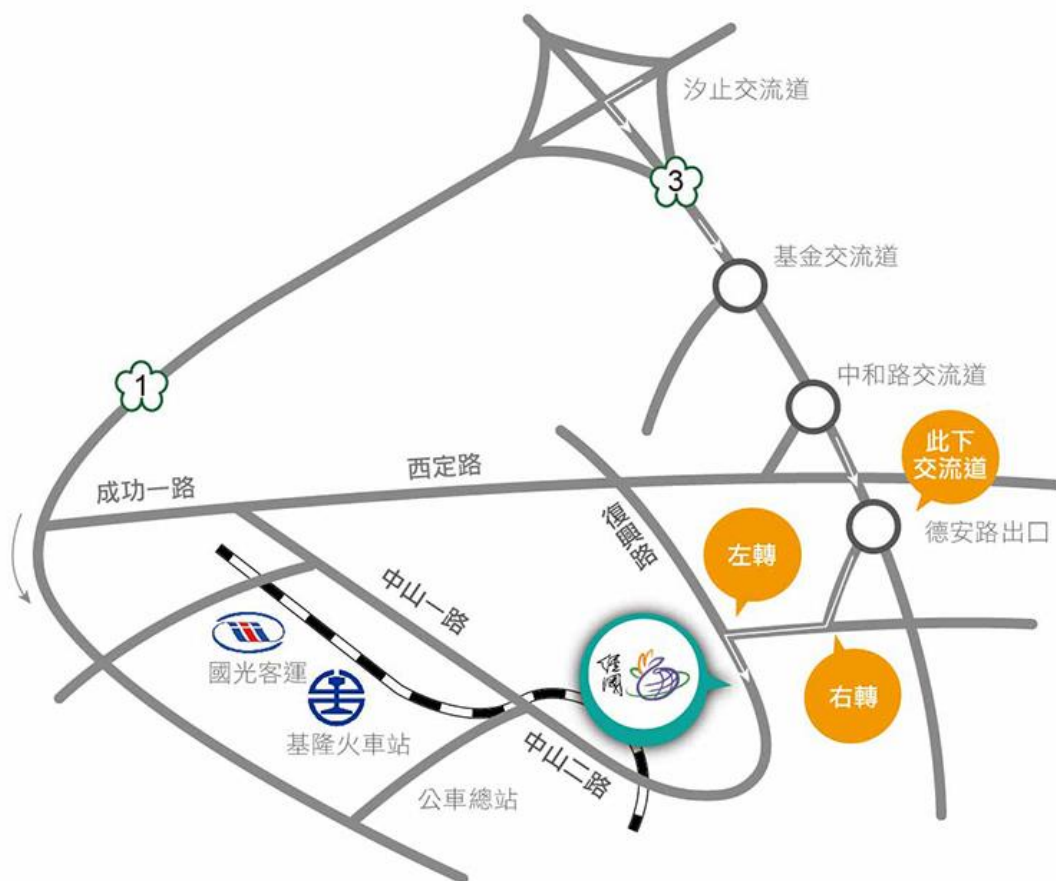 汐止交流道
3
基金交流道
1
中和路交流道
此下
交流道
西定路
成功一路
復興路
德安路出口
左轉
中山一路
經國
國光客運
右轉
基隆火車站
中山二路
公車總站